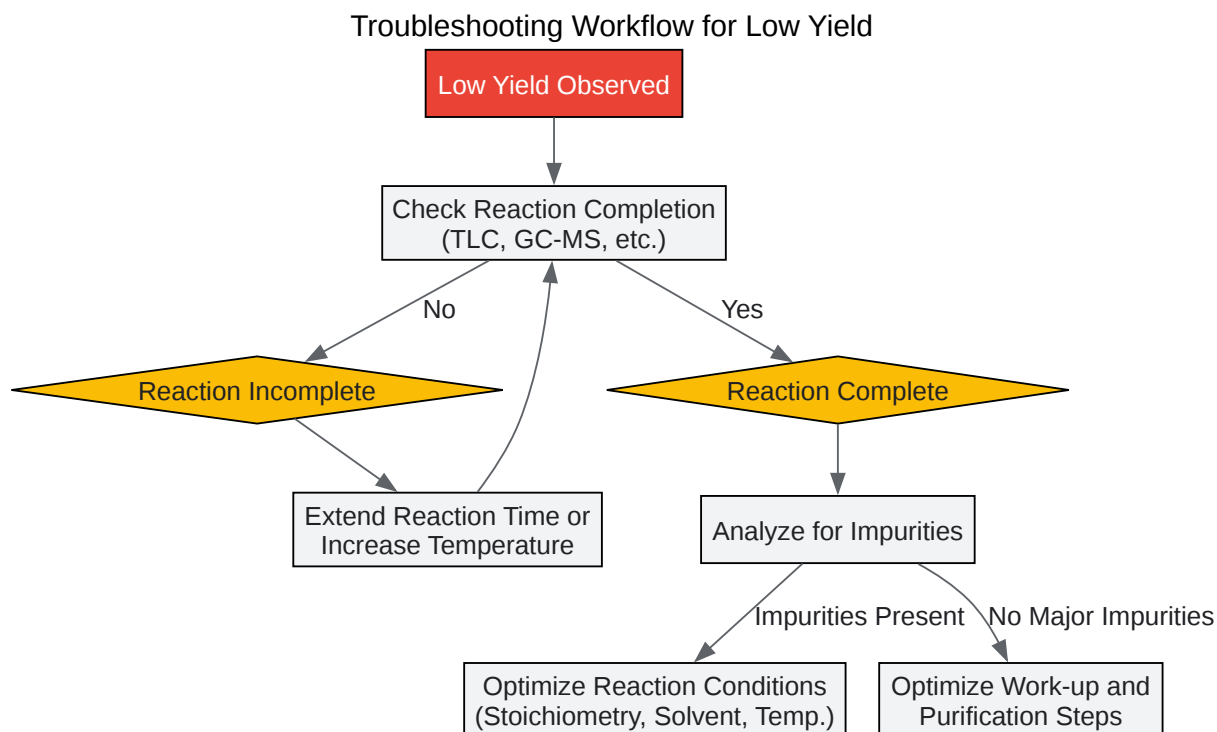 Troubleshooting Workflow for Low Yield
Low Yield Observed
Check Reaction Completion
(TLC, GC-MS, etc.)
No
Yes
Reaction Incomplete
Reaction Complete
Extend Reaction Time or
Increase Temperature
Analyze for Impurities
Impurities Present
No Major Impurities
Optimize Reaction Conditions
(Stoichiometry, Solvent, Temp.)
Optimize Work-up and
Purification Steps